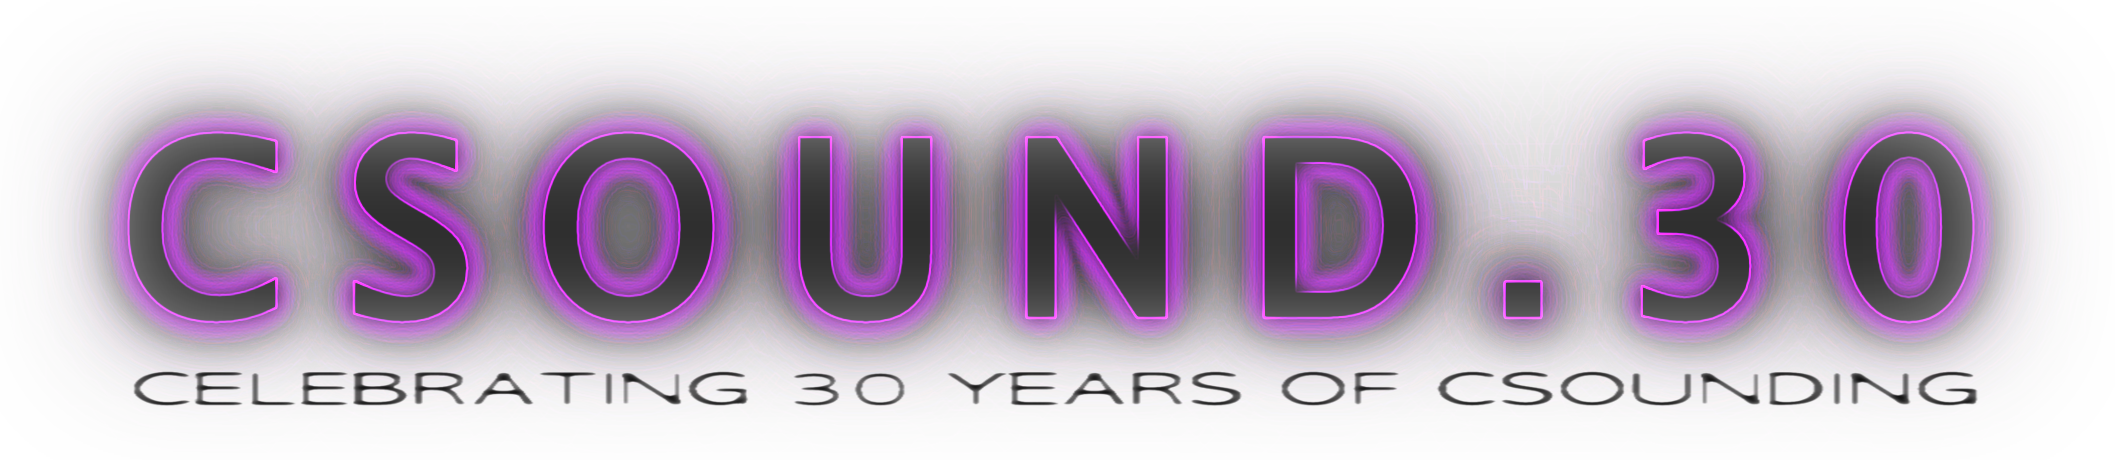 CSOUND.30
CELEBRATING 30 YEARS OF CSOUNDING